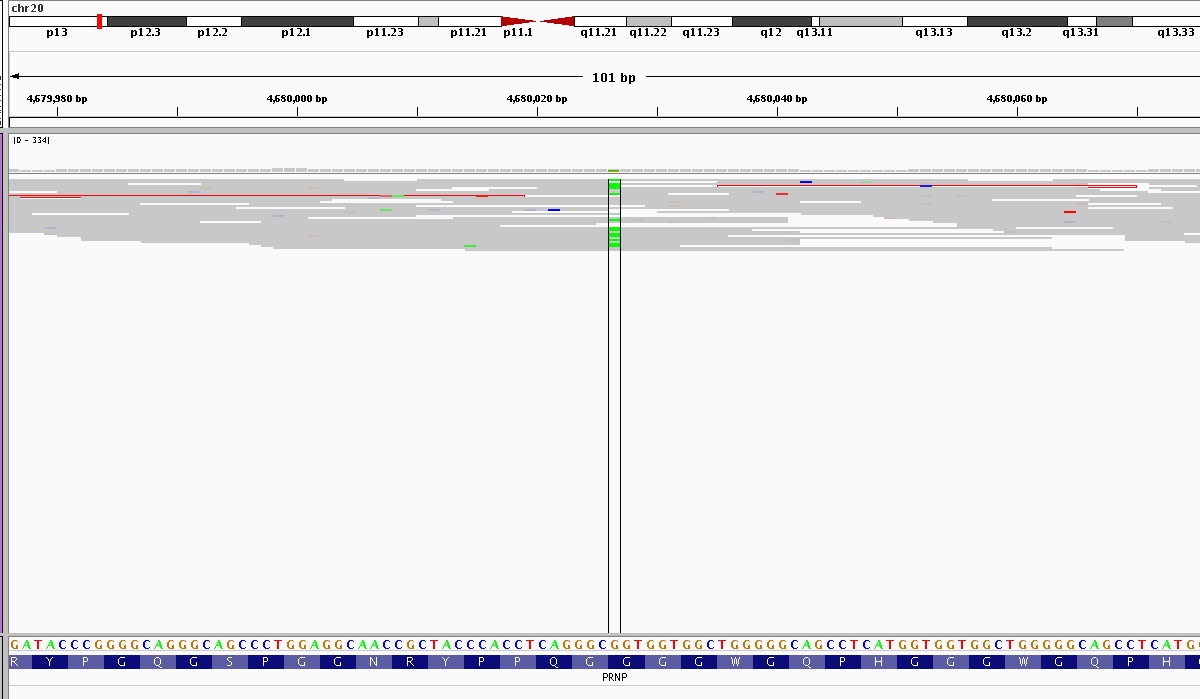 chr20
p13 p12.3 p12.2 p12.1 p11.23 p11.21 p11.1 q11.21 q11.22 q11.23 q12 q13.11 q13.13 q13.2 q13.31 q13.33
101 bp
4,679,980 bp 4,680,000 bp 4,680,020 bp 4,680,040 bp 4,680,060 bp
[0 - 334]
GATACCCGGGGCAGGGCAGCCCTGGAGGCAACCGCTACCCACCTCAGGGCGGTGGTGGCTGGGGGCAGCCTCATGGTGGTGGCTGGGGGCAGCCTCATG
R Y P G Q G S P G G N R Y P P Q G G G G W G Q P H G G G W G Q P H
PRNP